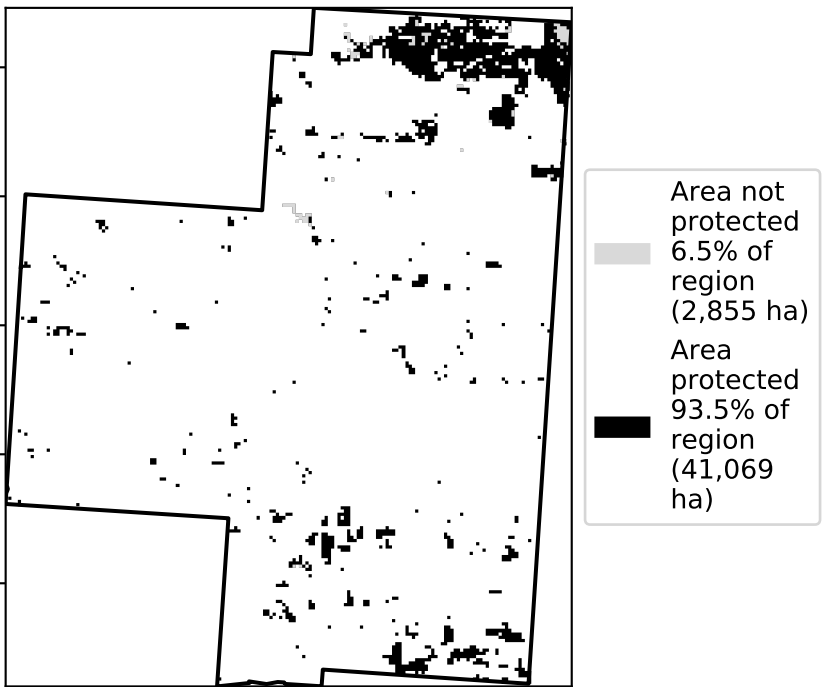 Area not
protected
6.5% of
region
(2,855 ha)
Area
protected
93.5% of
region
(41,069
ha)